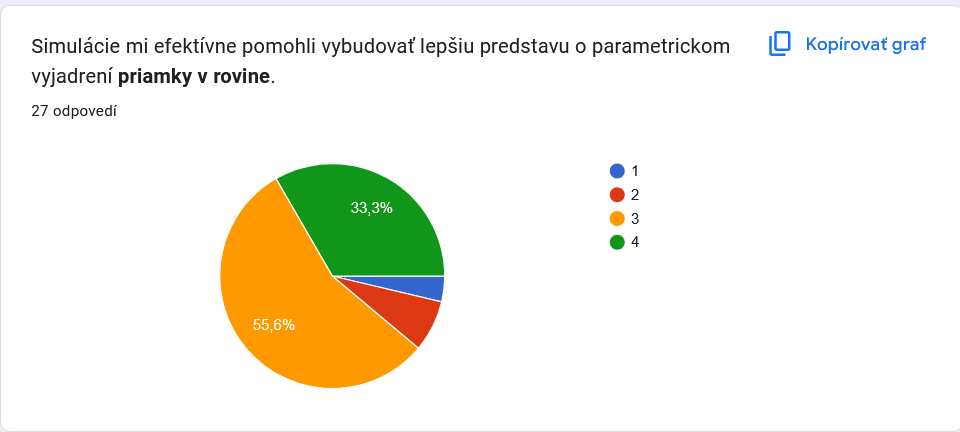 Simulácie mi efektívne pomohli vybudovať lepšiu predstavu o parametrickom
vyjadrení priamky v rovine.
Kopírovať graf
27 odpovedí
33,3%
55,6%
1
2
3
4